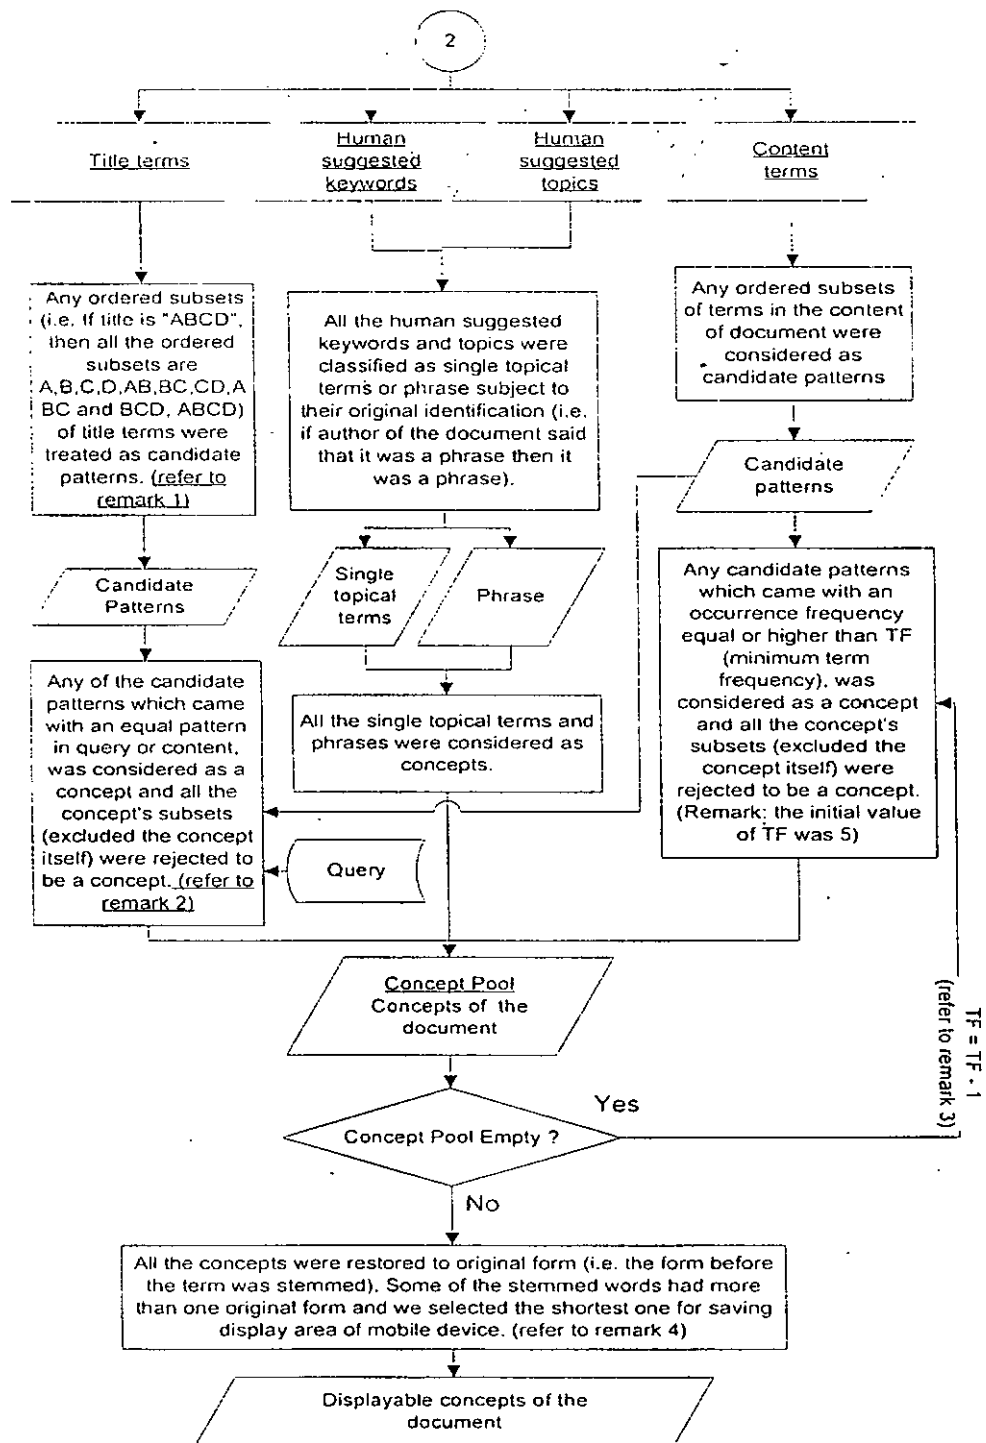 2
Title terms
Human
suggested
keywords
Human
suggested
topics
Content
terms
Any ordered subsets
(i.e. If title is "ABCD",
then all the ordered
subsets are
A,B,C,D,AB,BC,CD,A
BC and BCD, ABCD)
of title terms were
treated as candidate
patterns. (refer to
remark 1)
All the human suggested
keywords and topics were
classified as single topical
terms or phrase subject to
their original identification (i.e.
if author of the document said
that it was a phrase then it
was a phrase).
Any ordered subsets
of terms in the content
of document were
considered as
candidate patterns
Candidate
patterns
Candidate
Patterns
Single
topical
terms
Phrase
Any candidate patterns
which came with an
occurrence frequency
equal or higher than TF
(minimum term
frequency), was
considered as a concept
and all the concept's
subsets (excluded the
concept itself) were
rejected to be a concept.
(Remark: the initial value
of TF was 5)
Any of the candidate
patterns which came
with an equal pattern
in query or content,
was considered as a
concept and all the
concept's subsets
(excluded the concept
itself) were rejected to
be a concept. (refer to
remark 2)
All the single topical terms and
phrases were considered as
concepts.
Query
Concept Pool
Concepts of the
document
TF = TF - 1
(refer to remark 3)
Concept Pool Empty ?
Yes
No
All the concepts were restored to original form (i.e. the form before
the term was stemmed). Some of the stemmed words had more
than one original form and we selected the shortest one for saving
display area of mobile device. (refer to remark 4)
Displayable concepts of the
document